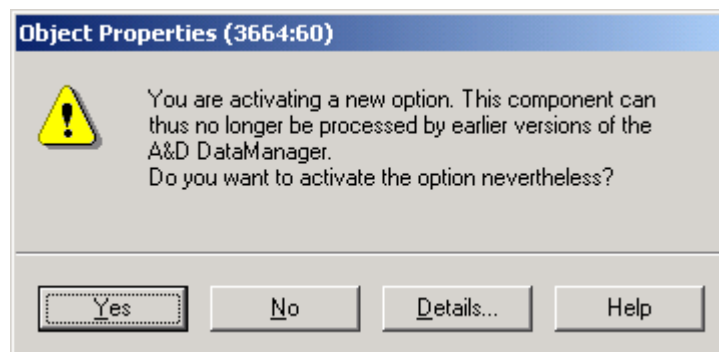 Object Properties (3664:60)
You are activating a new option. This component can
thus no longer be processed by earlier versions of the
A&D DataManager.
Do you want to activate the option nevertheless?
Yes No Details... Help